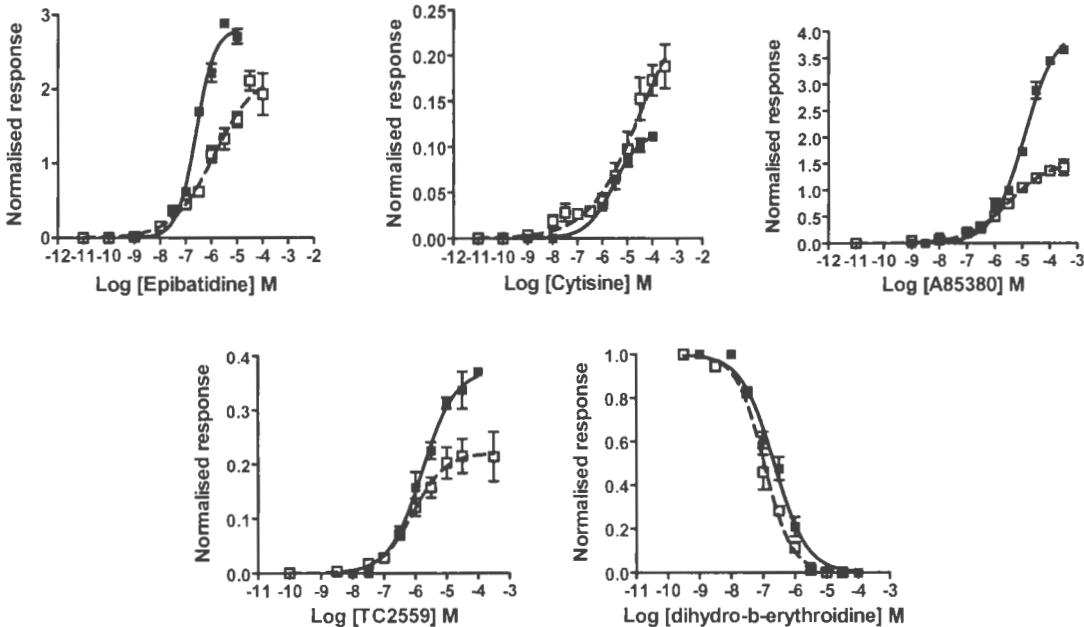 Normalised response
3
2
1
0
-12-11-10 -9 -8 -7 -6 -5 -4 -3 -2
Log [Epibatidine] M
Normalised response
0.25
0.20
0.15
0.10
0.05
0.00
-12-11-10 -9 -8 -7 -6 -5 -4 -3 -2
Log [Cytisine] M
Normalised response
4.0
3.5
3.0
2.5
2.0
1.5
1.0
0.5
0.0
-12-11-10 -9 -8 -7 -6 -5 -4 -3
Log [A85380] M
Normalised response
0.4
0.3
0.2
0.1
0.0
-11 -10 -9 -8 -7 -6 -5 -4 -3
Log [TC2559] M
Normalised response
1.0
0.8
0.6
0.4
0.2
0.0
-11 -10 -9 -8 -7 -6 -5 -4 -3
Log [dihydro-b-erythroidine] M